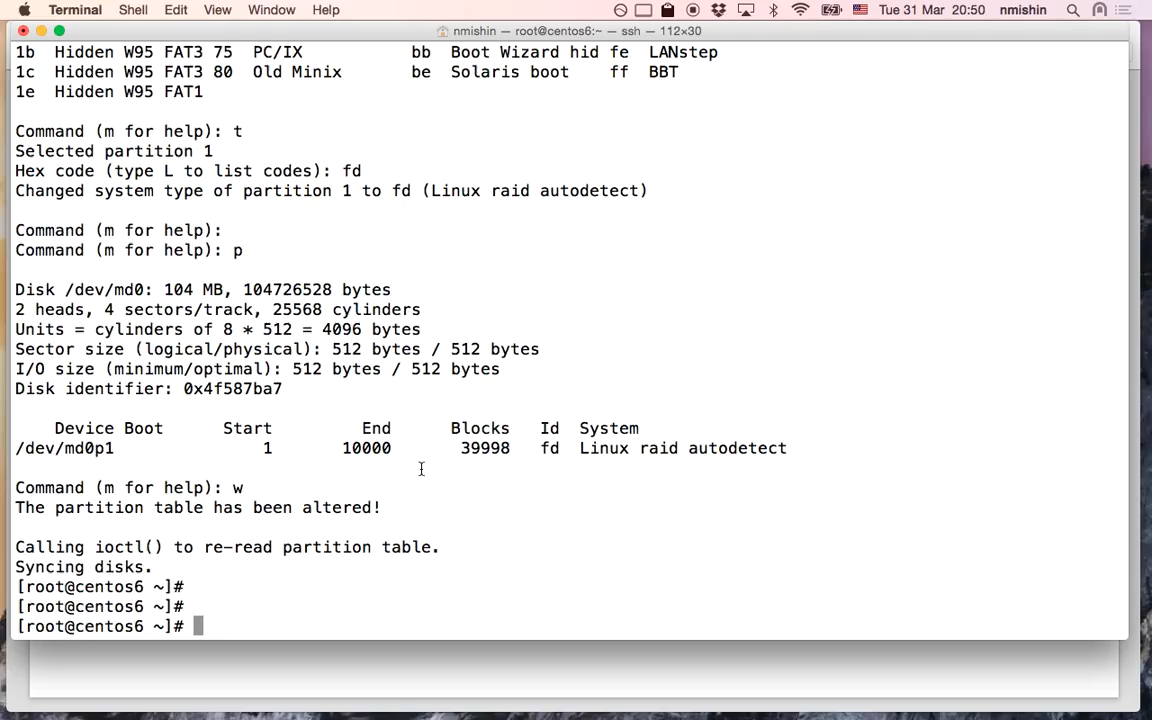 Terminal Shell Edit View Window Help Tue 31 Mar 20:50 nmishin
nmishin — root@centos6:~ — ssh — 112×30
1b  Hidden W95 FAT3 75  PC/IX           bb  Boot Wizard hid fe  LANstep
1c  Hidden W95 FAT3 80  Old Minix       be  Solaris boot    ff  BBT
1e  Hidden W95 FAT1
Command (m for help): t
Selected partition 1
Hex code (type L to list codes): fd
Changed system type of partition 1 to fd (Linux raid autodetect)
Command (m for help):
Command (m for help): p
Disk /dev/md0: 104 MB, 104726528 bytes
2 heads, 4 sectors/track, 25568 cylinders
Units = cylinders of 8 * 512 = 4096 bytes
Sector size (logical/physical): 512 bytes / 512 bytes
I/O size (minimum/optimal): 512 bytes / 512 bytes
Disk identifier: 0x4f587ba7
    Device Boot      Start         End      Blocks   Id  System
/dev/md0p1               1       10000       39998   fd  Linux raid autodetect
Command (m for help): w
The partition table has been altered!
Calling ioctl() to re-read partition table.
Syncing disks.
[root@centos6 ~]#
[root@centos6 ~]#
[root@centos6 ~]#